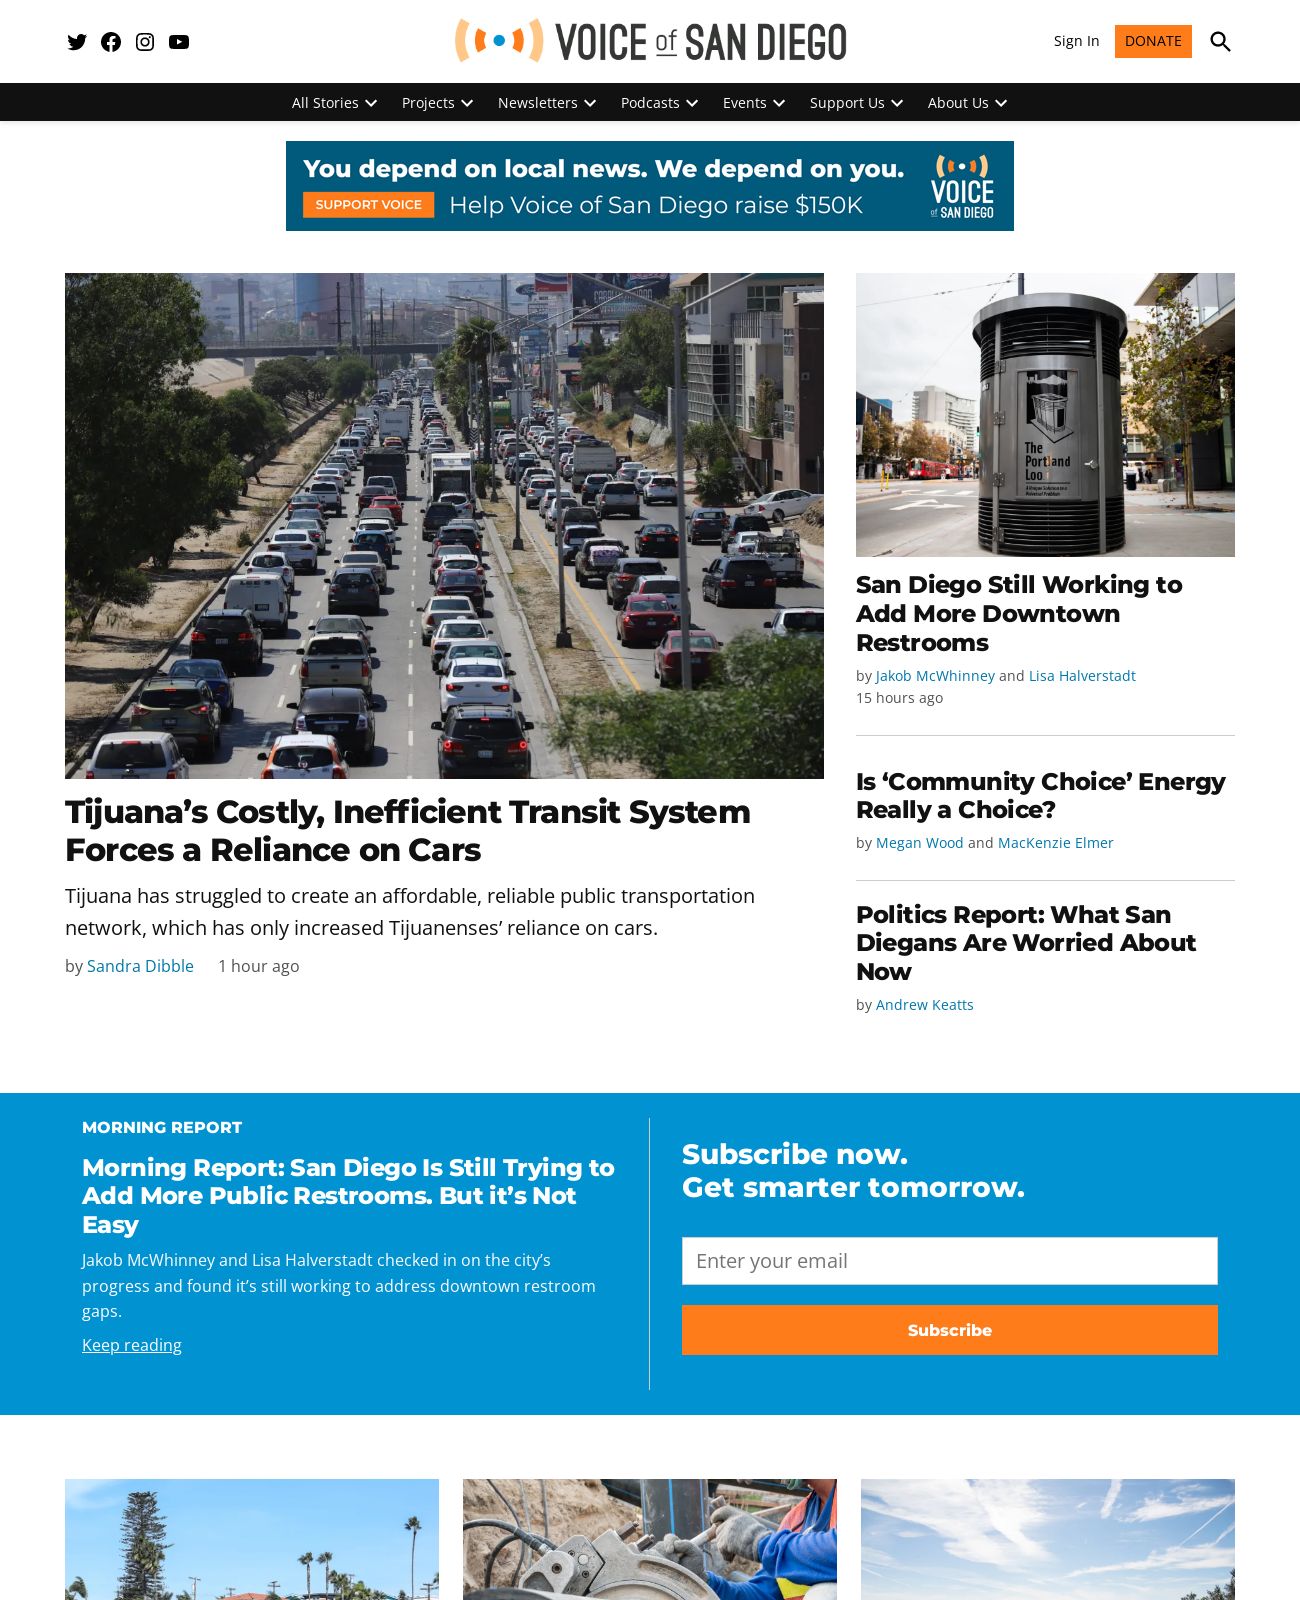 VOICE of SAN DIEGO
Sign In
DONATE
All Stories
Projects
Newsletters
Podcasts
Events
Support Us
About Us
You depend on local news. We depend on you.
SUPPORT VOICE
Help Voice of San Diego raise $150K
VOICE
of SAN DIEGO
The
Portland
Loo
Tijuana’s Costly, Inefficient Transit System
Forces a Reliance on Cars
Tijuana has struggled to create an affordable, reliable public transportation
network, which has only increased Tijuanenses’ reliance on cars.
by Sandra Dibble
1 hour ago
San Diego Still Working to
Add More Downtown
Restrooms
by Jakob McWhinney and Lisa Halverstadt
15 hours ago
Is ‘Community Choice’ Energy
Really a Choice?
by Megan Wood and MacKenzie Elmer
Politics Report: What San
Diegans Are Worried About
Now
by Andrew Keatts
MORNING REPORT
Morning Report: San Diego Is Still Trying to
Add More Public Restrooms. But it’s Not
Easy
Jakob McWhinney and Lisa Halverstadt checked in on the city’s
progress and found it’s still working to address downtown restroom
gaps.
Keep reading
Subscribe now.
Get smarter tomorrow.
Enter your email
Subscribe